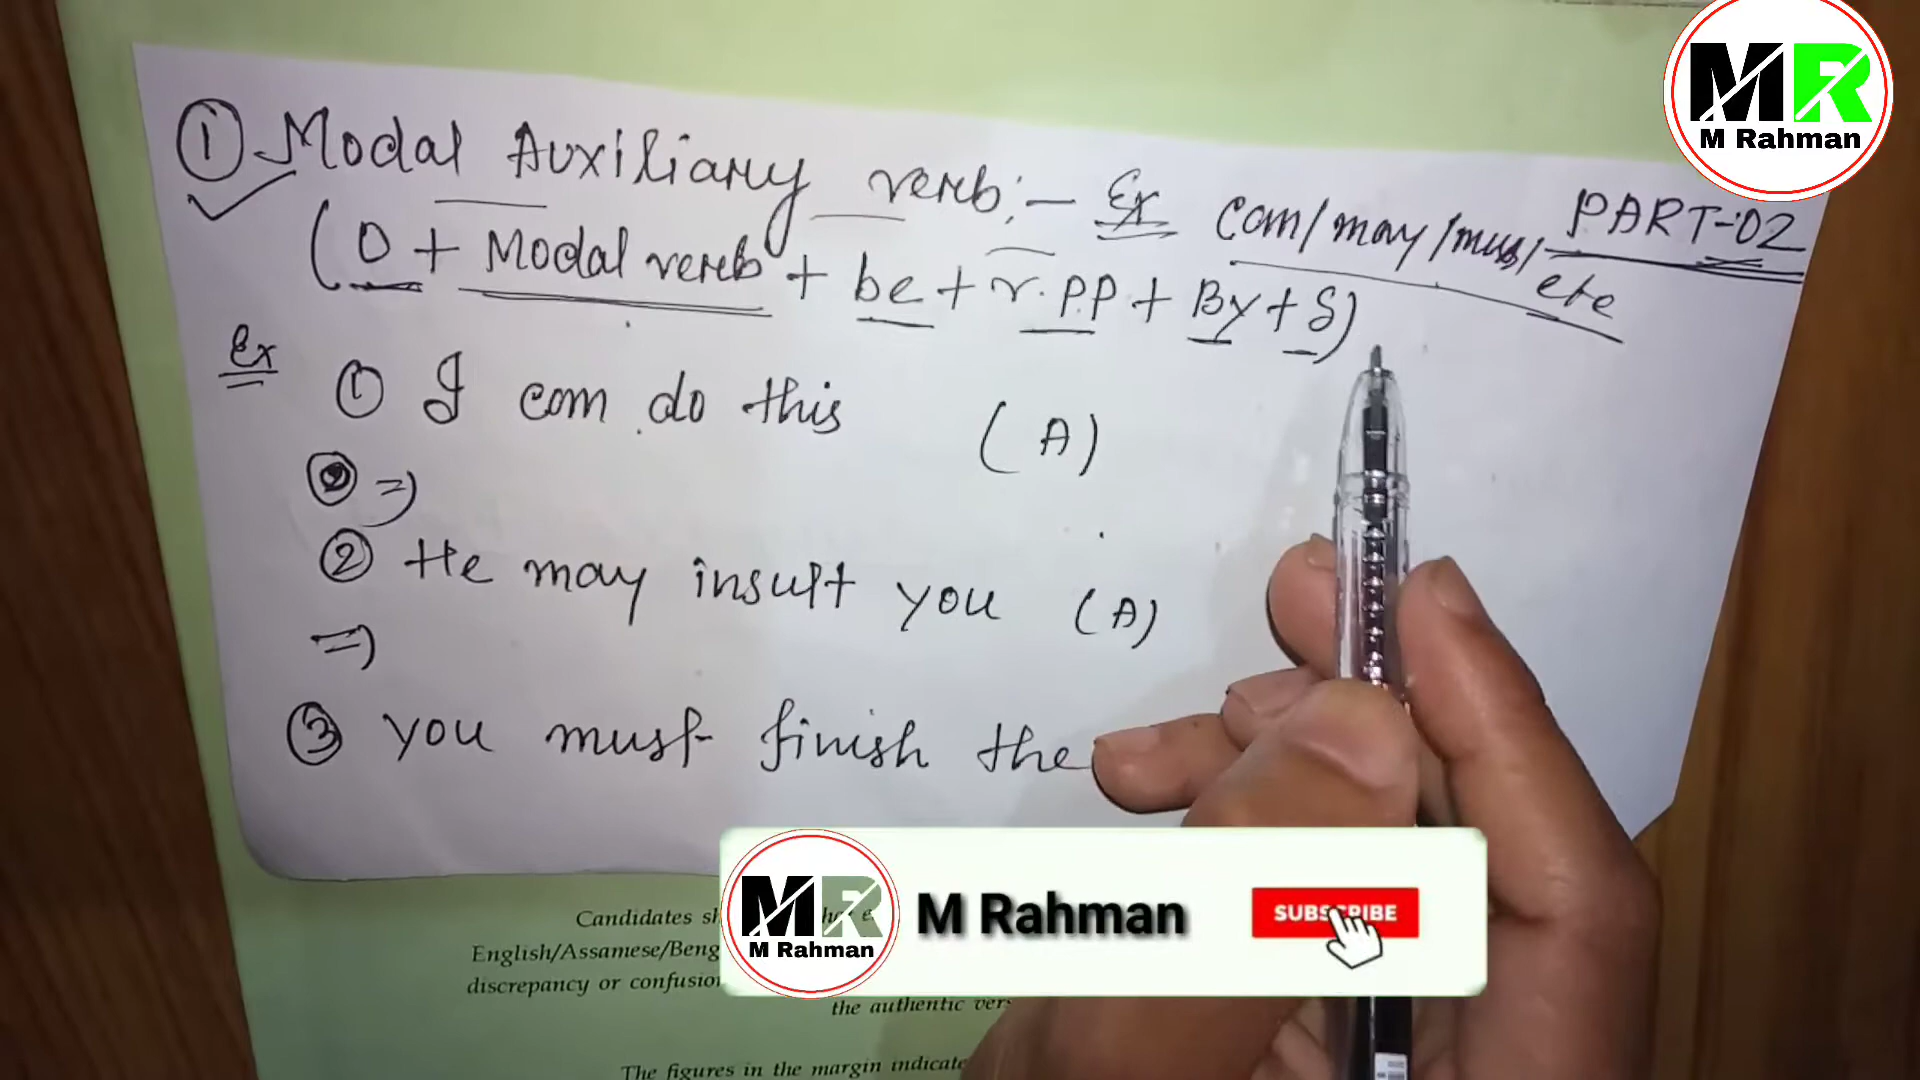 ① Modal Auxiliary verb :- Ex can/may/must/etc
PART-02
(O + Modal verb + be + v.pp + By + S)
Ex ① I can do this (A)
② =)
② He may insult you (A)
=)
③ you must finish the
MR
M Rahman
MR
M Rahman
M Rahman
SUBSCRIBE
Candidates
English/Assamese/Beng
discrepancy or confusion
the authentic
The figures in the margin indicate